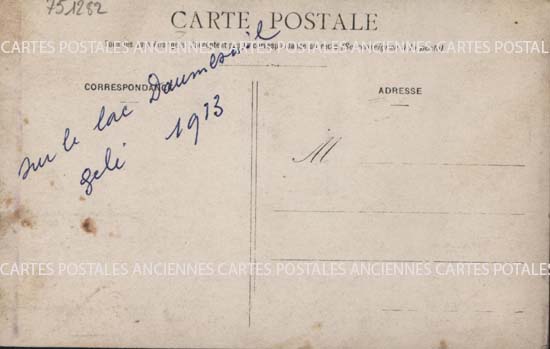 751282
CARTE POSTALE
CORRESPONDANCE
ADRESSE
sur le lac Daumesnil
gelé 1913
M
CARTES POSTALES ANCIENNES CARTES POSTALES ANCIENNES CARTES POTALES
CARTES POSTALES ANCIENNES CARTES POSTALES ANCIENNES CARTES POTALES